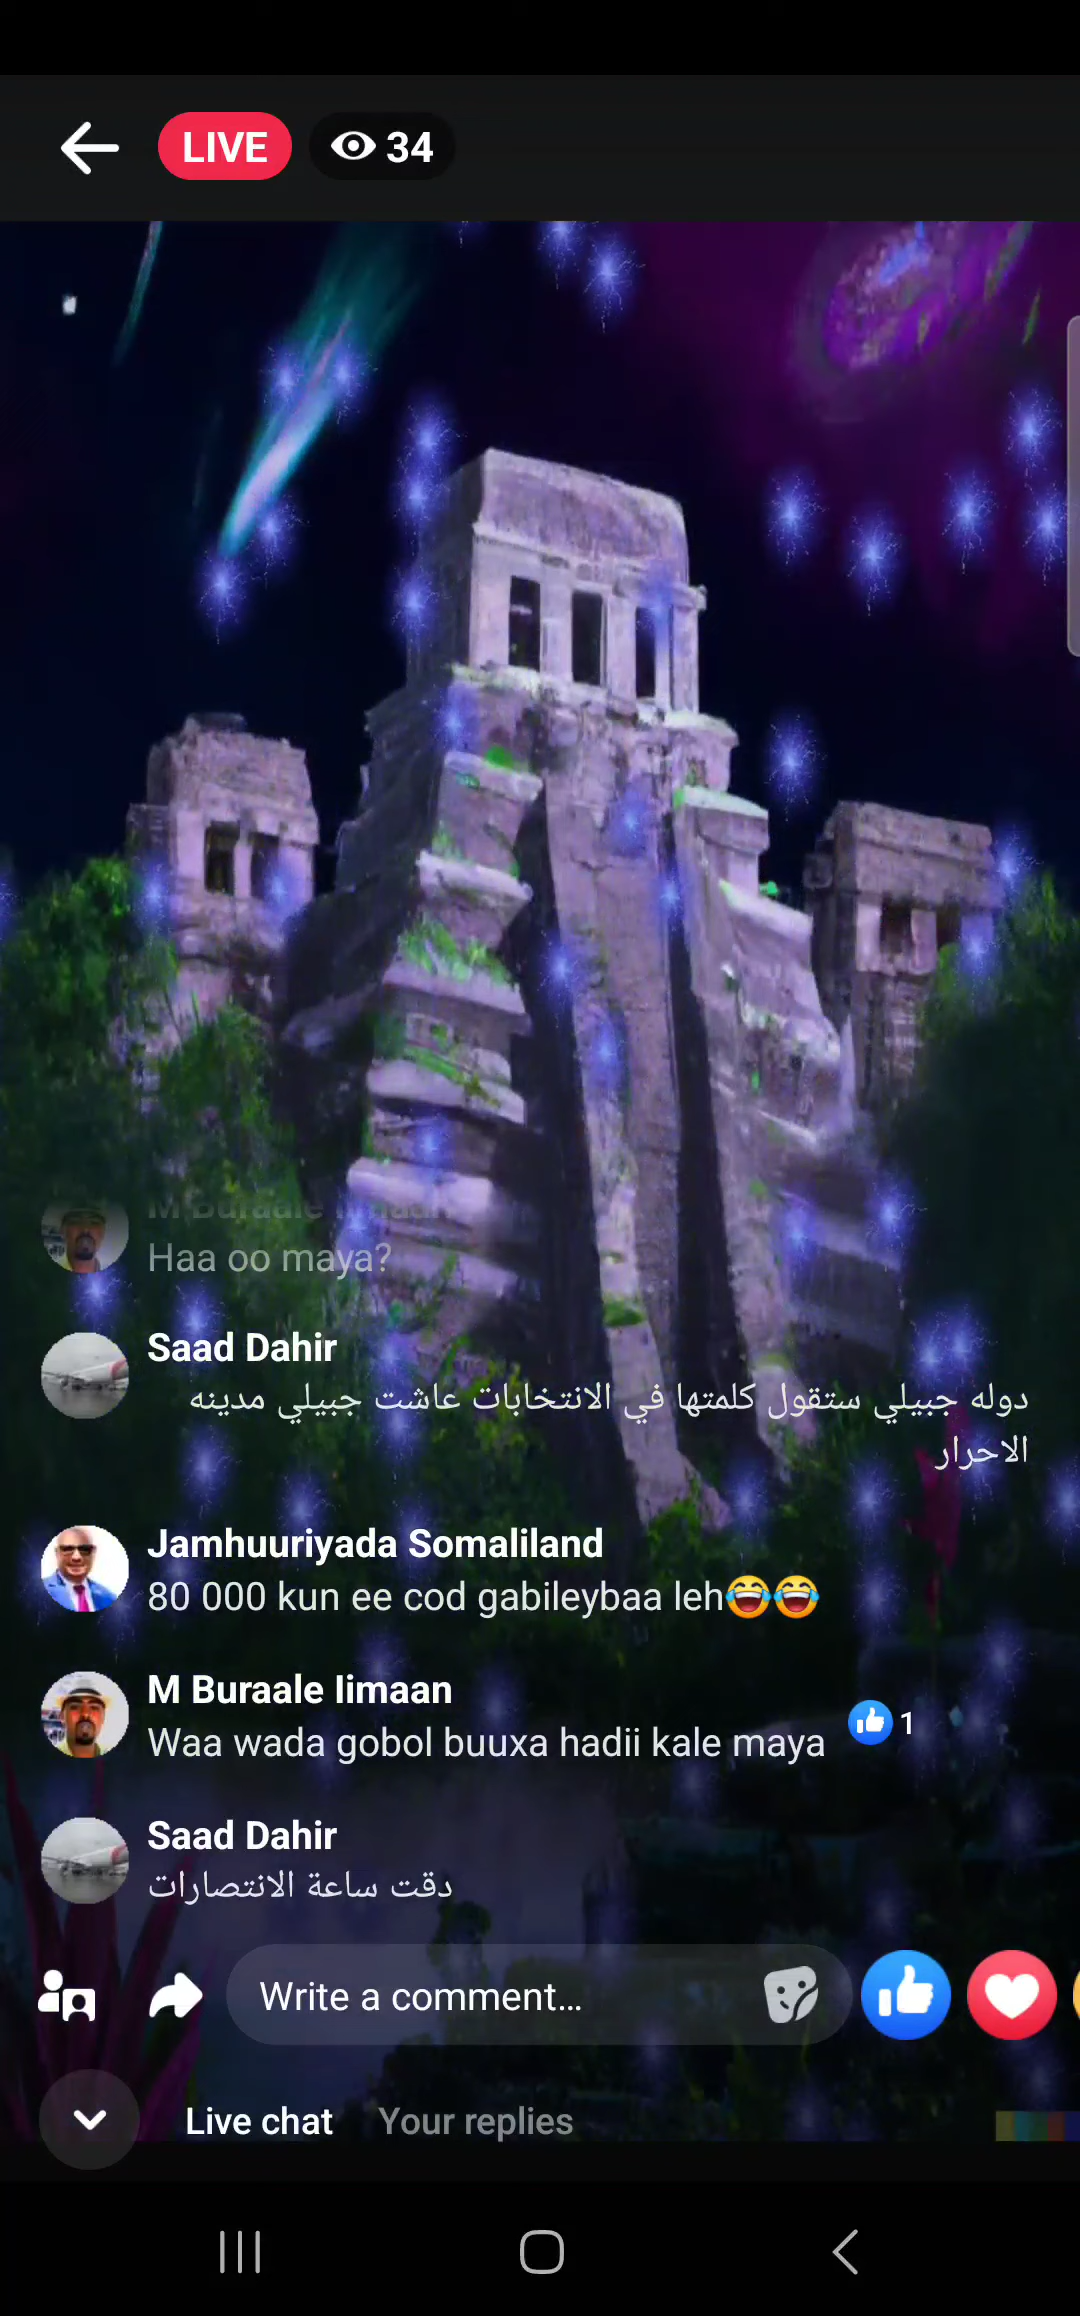 LIVE
34
M Buraale Iimaan
Haa oo maya?
Saad Dahir
دوله جبيلي ستقول كلمتها في الانتخابات عاشت جبيلي مدينه
الاحرار
Jamhuuriyada Somaliland
80 000 kun ee cod gabileybaa leh😂😂
M Buraale Iimaan
Waa wada gobol buuxa hadii kale maya
1
Saad Dahir
دقت ساعة الانتصارات
Write a comment...
Live chat
Your replies